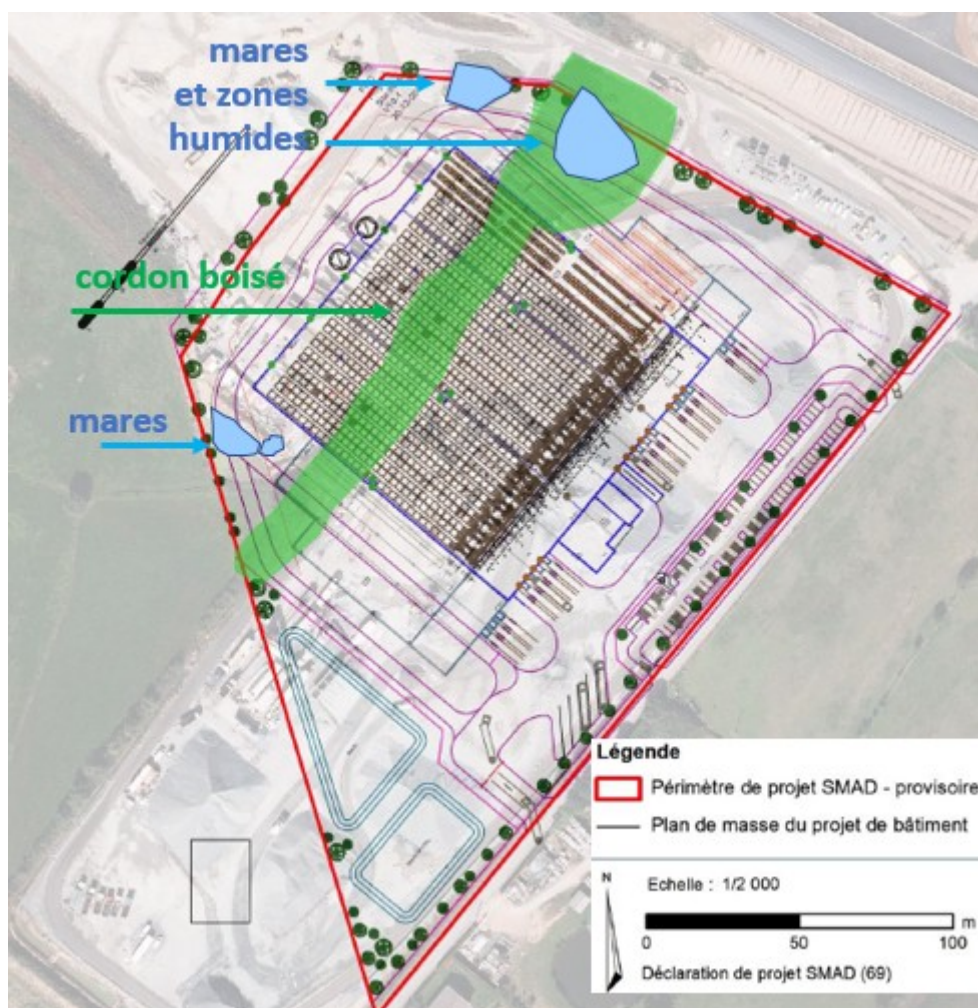 mares
et zones
humides
cordon boisé
mares
Légende
Périmètre de projet SMAD - provisoire
Plan de masse du projet de bâtiment
N
Echelle : 1/2 000
m
0 50 100
Déclaration de projet SMAD (69)